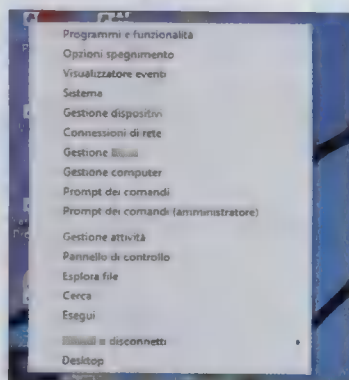 Programmi e funzionalità
Opzioni spegnimento
Visualizzatore eventi
Sistema
Gestione dispositivi
Connessioni di rete
Gestione
Gestione computer
Prompt dei comandi
Prompt dei comandi (amministratore)
Gestione attività
Pannello di controllo
Esplora file
Cerca
Esegui
e disconnetti
Desktop